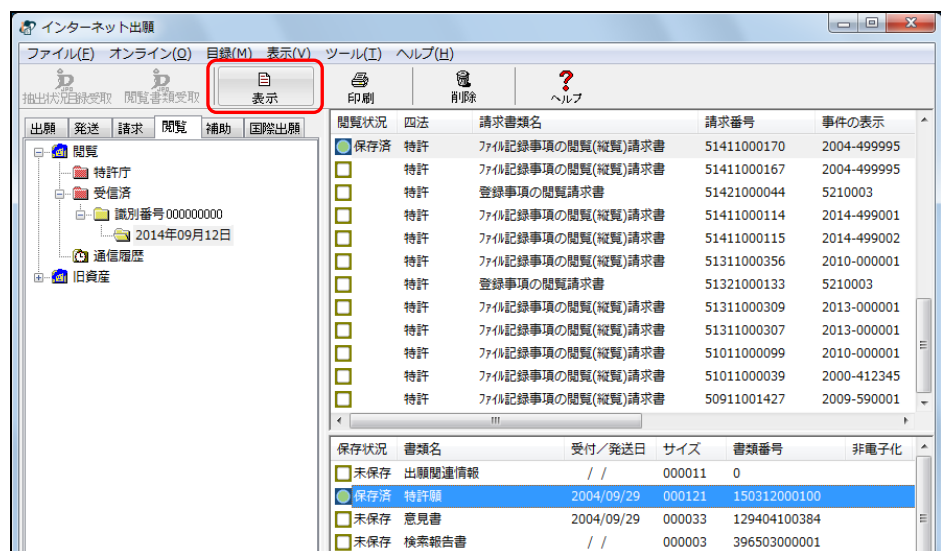 インターネット出願
ファイル(F) オンライン(O) 目録(M) 表示(V) ツール(T) ヘルプ(H)
抽出状況目録受取 閲覧書類受取 表示 印刷 削除 ヘルプ
出願 発送 請求 閲覧 補助 国際出願
閲覧
特許庁
受信済
識別番号000000000
2014年09月12日
通信履歴
旧資産
閲覧状況 四法 請求書類名 請求番号 事件の表示
保存済 特許 ファイル記録事項の閲覧(縦覧)請求書 51411000170 2004-499995
特許 ファイル記録事項の閲覧(縦覧)請求書 51411000167 2004-499995
特許 登録事項の閲覧請求書 51421000044 5210003
特許 ファイル記録事項の閲覧(縦覧)請求書 51411000114 2014-499001
特許 ファイル記録事項の閲覧(縦覧)請求書 51411000115 2014-499002
特許 ファイル記録事項の閲覧(縦覧)請求書 51311000356 2010-000001
特許 登録事項の閲覧請求書 51321000133 5210003
特許 ファイル記録事項の閲覧(縦覧)請求書 51311000309 2013-000001
特許 ファイル記録事項の閲覧(縦覧)請求書 51311000307 2013-000001
特許 ファイル記録事項の閲覧(縦覧)請求書 51011000099 2010-000001
特許 ファイル記録事項の閲覧(縦覧)請求書 51011000039 2000-412345
特許 ファイル記録事項の閲覧(縦覧)請求書 50911001427 2009-590001
保存状況 書類名 受付/発送日 サイズ 書類番号 非電子化
未保存 出願関連情報 / / 000011 0
保存済 特許願 2004/09/29 000121 150312000100
未保存 意見書 2004/09/29 000033 129404100384
未保存 検索報告書 / / 000003 396503000001